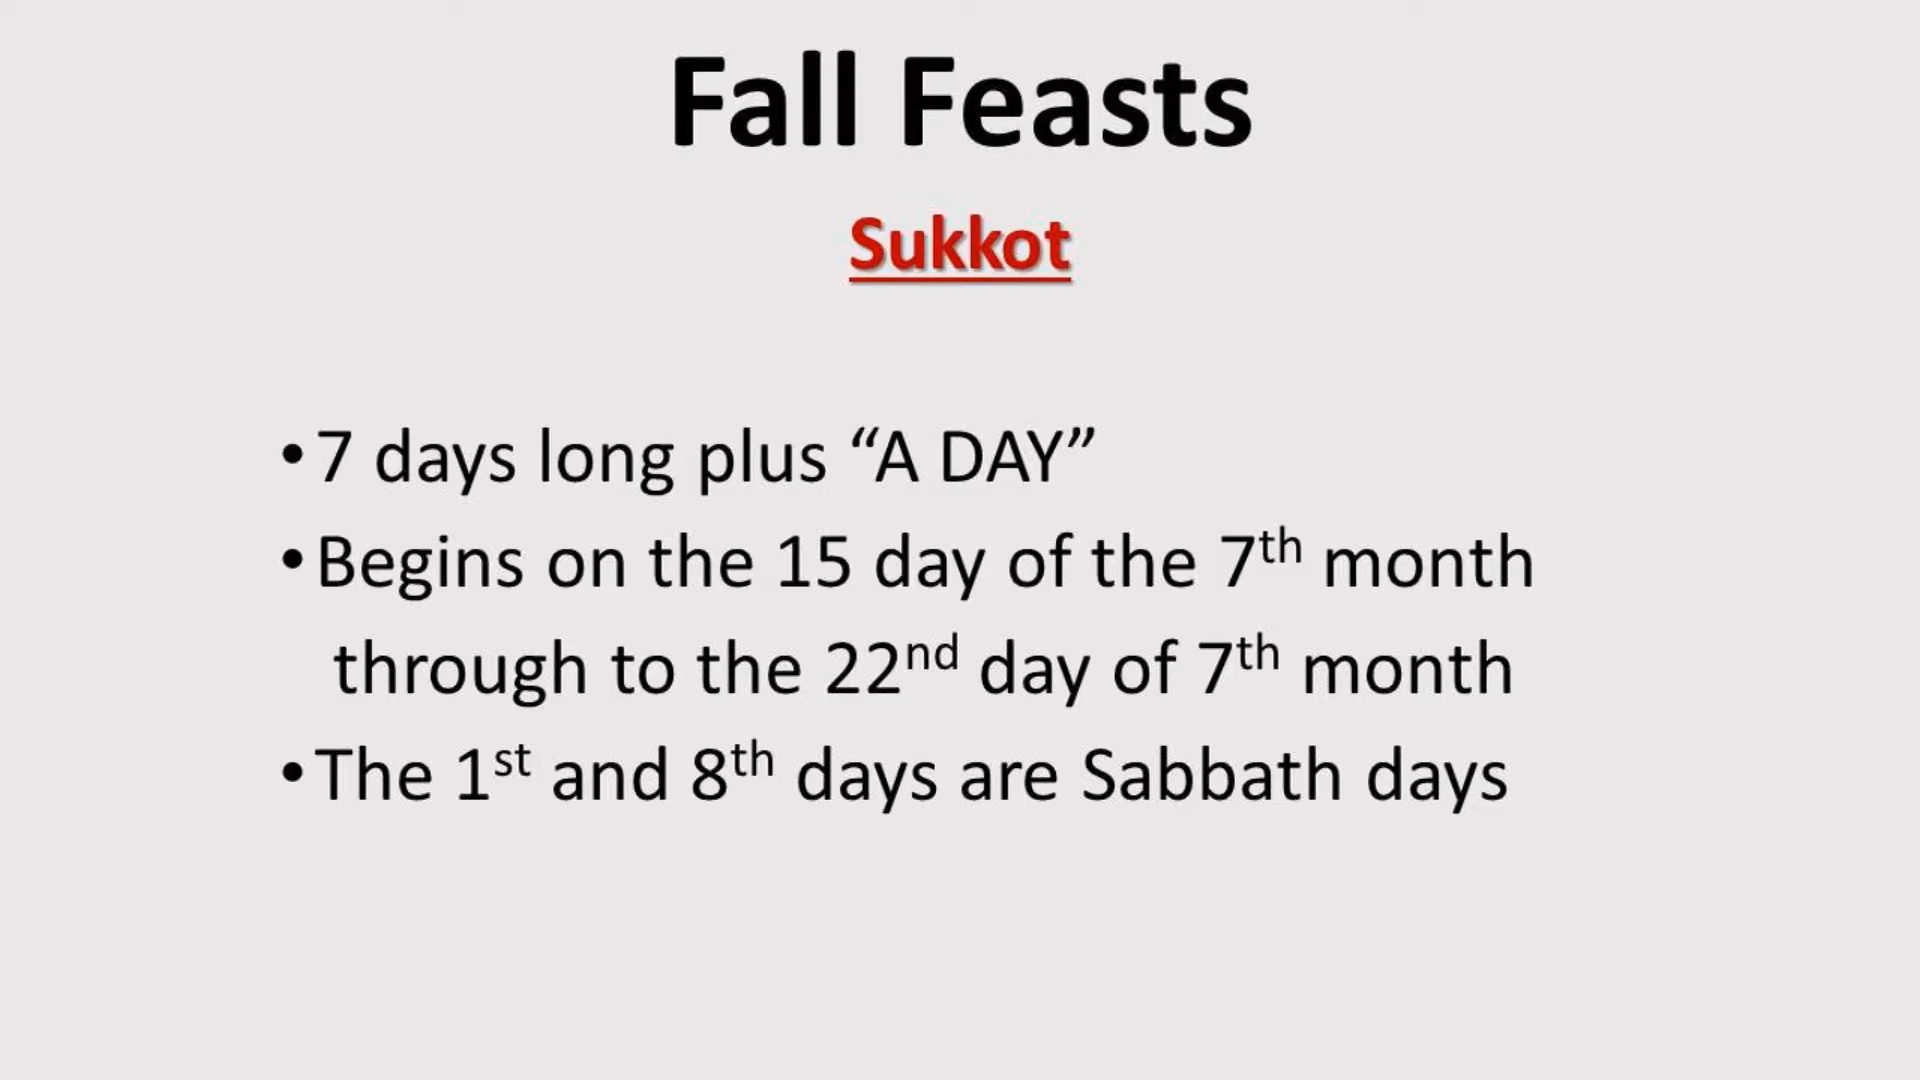 Fall Feasts
Sukkot
•7 days long plus “A DAY”
•Begins on the 15 day of the 7th month
through to the 22nd day of 7th month
•The 1st and 8th days are Sabbath days